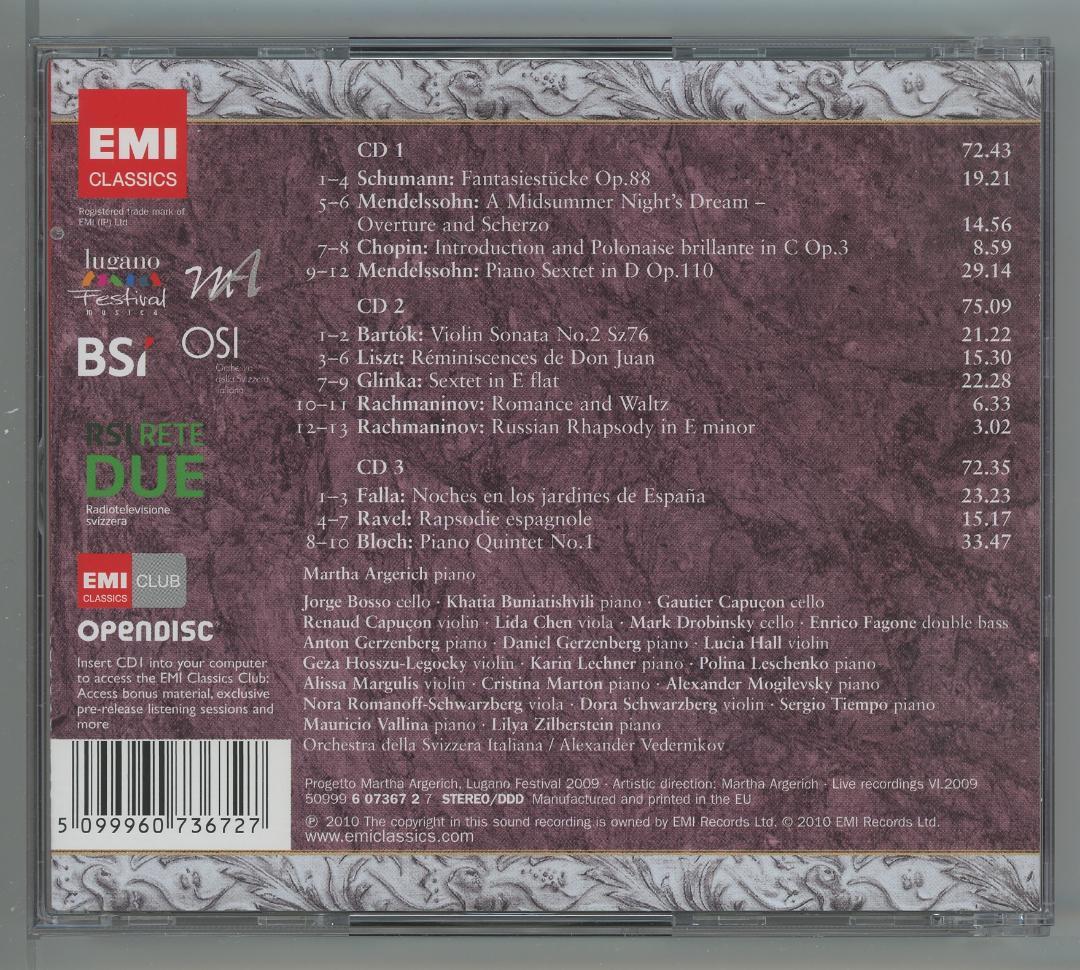 EMI
CLASSICS
Registered trade mark of
EMI (IP) Ltd
lugano
Festival
musica
MA
BSI
OSI
Orchestra
della Svizzera
italiana
RSI RETE
DUE
Radiotelevisione
svizzera
EMI
CLASSICS
CLUB
OPENDISC
Insert CD1 into your computer
to access the EMI Classics Club:
Access bonus material, exclusive
pre-release listening sessions and
more
5 099960 736727
CD 1 72.43
1–4 Schumann: Fantasiestücke Op.88 19.21
5–6 Mendelssohn: A Midsummer Night's Dream –
Overture and Scherzo 14.56
7–8 Chopin: Introduction and Polonaise brillante in C Op.3 8.59
9–12 Mendelssohn: Piano Sextet in D Op.110 29.14
CD 2 75.09
1–2 Bartók: Violin Sonata No.2 Sz76 21.22
3–6 Liszt: Réminiscences de Don Juan 15.30
7–9 Glinka: Sextet in E flat 22.28
10–11 Rachmaninov: Romance and Waltz 6.33
12–13 Rachmaninov: Russian Rhapsody in E minor 3.02
CD 3 72.35
1–3 Falla: Noches en los jardines de España 23.23
4–7 Ravel: Rapsodie espagnole 15.17
8–10 Bloch: Piano Quintet No.1 33.47
Martha Argerich piano
Jorge Bosso cello · Khatia Buniatishvili piano · Gautier Capuçon cello
Renaud Capuçon violin · Lida Chen viola · Mark Drobinsky cello · Enrico Fagone double bass
Anton Gerzenberg piano · Daniel Gerzenberg piano · Lucia Hall violin
Geza Hosszu-Legocky violin · Karin Lechner piano · Polina Leschenko piano
Alissa Margulis violin · Cristina Marton piano · Alexander Mogilevsky piano
Nora Romanoff-Schwarzberg viola · Dora Schwarzberg violin · Sergio Tiempo piano
Mauricio Vallina piano · Lilya Zilberstein piano
Orchestra della Svizzera Italiana / Alexander Vedernikov
Progetto Martha Argerich, Lugano Festival 2009 · Artistic direction: Martha Argerich · Live recordings VI.2009
50999 6 07367 2 7 STEREO/DDD Manufactured and printed in the EU
℗ 2010 The copyright in this sound recording is owned by EMI Records Ltd. © 2010 EMI Records Ltd.
www.emiclassics.com